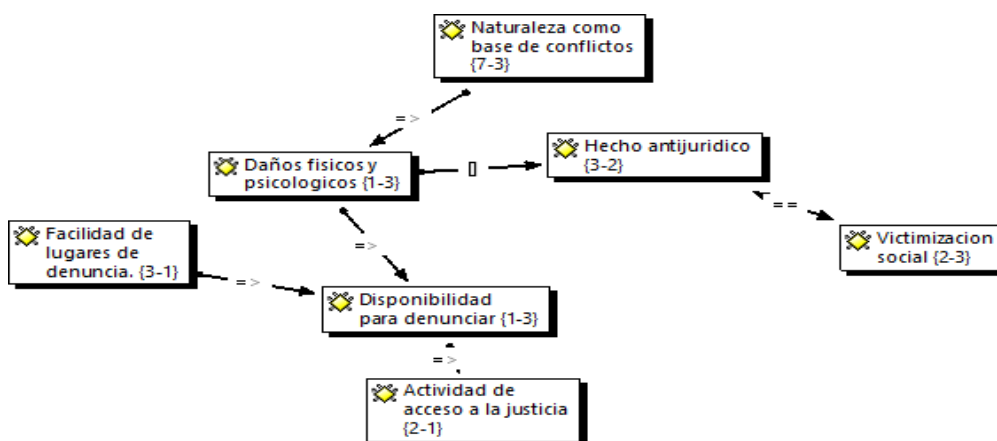 Naturaleza como
base de conflictos
{7-3}
=>
Daños fisicos y
psicologicos {1-3}
[]
Hecho antijuridico
{3-2}
==
Victimizacion
social {2-3}
=>
Facilidad de
lugares de
denuncia. {3-1}
=>
Disponibilidad
para denunciar {1-3}
=>
Actividad de
acceso a la justicia
{2-1}